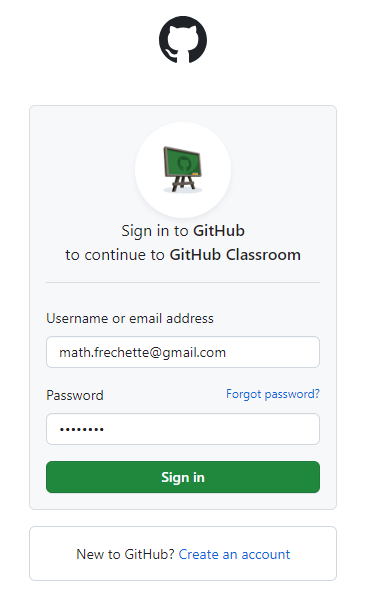 Sign in to GitHub
to continue to GitHub Classroom
Username or email address
math.frechette@gmail.com
Password Forgot password?
••••••••
Sign in
New to GitHub? Create an account